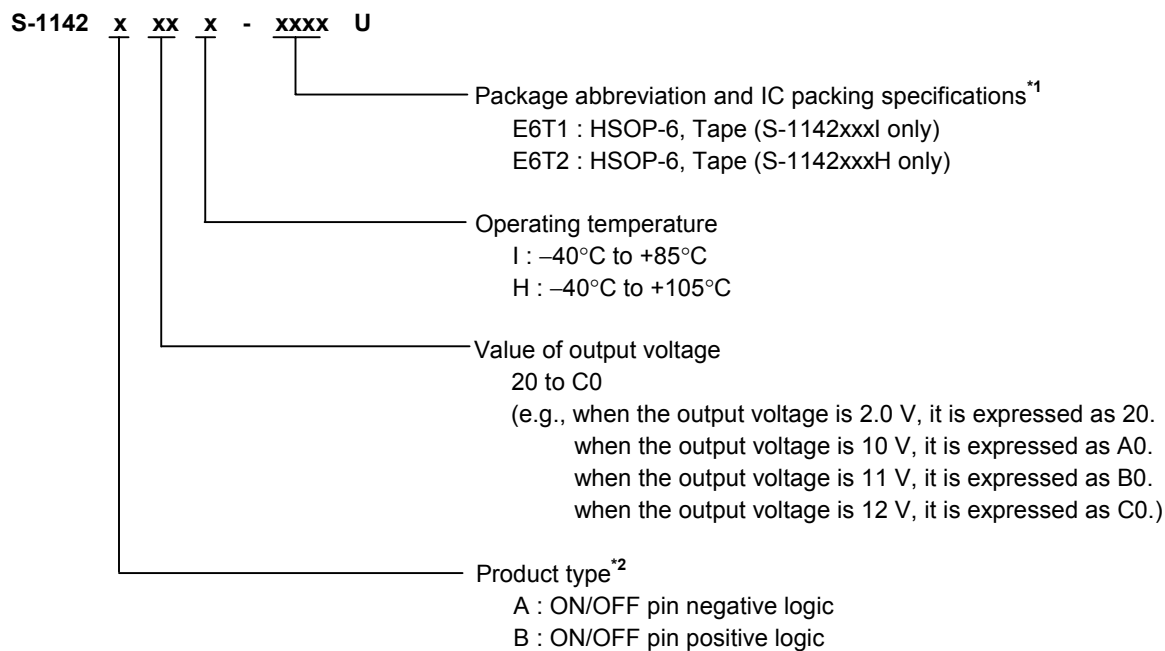 S-1142 x xx x - xxxx U
Package abbreviation and IC packing specifications*1
E6T1 : HSOP-6, Tape (S-1142xxxI only)
E6T2 : HSOP-6, Tape (S-1142xxxH only)
Operating temperature
I : −40°C to +85°C
H : −40°C to +105°C
Value of output voltage
20 to C0
(e.g., when the output voltage is 2.0 V, it is expressed as 20.
when the output voltage is 10 V, it is expressed as A0.
when the output voltage is 11 V, it is expressed as B0.
when the output voltage is 12 V, it is expressed as C0.)
Product type*2
A : ON/OFF pin negative logic
B : ON/OFF pin positive logic